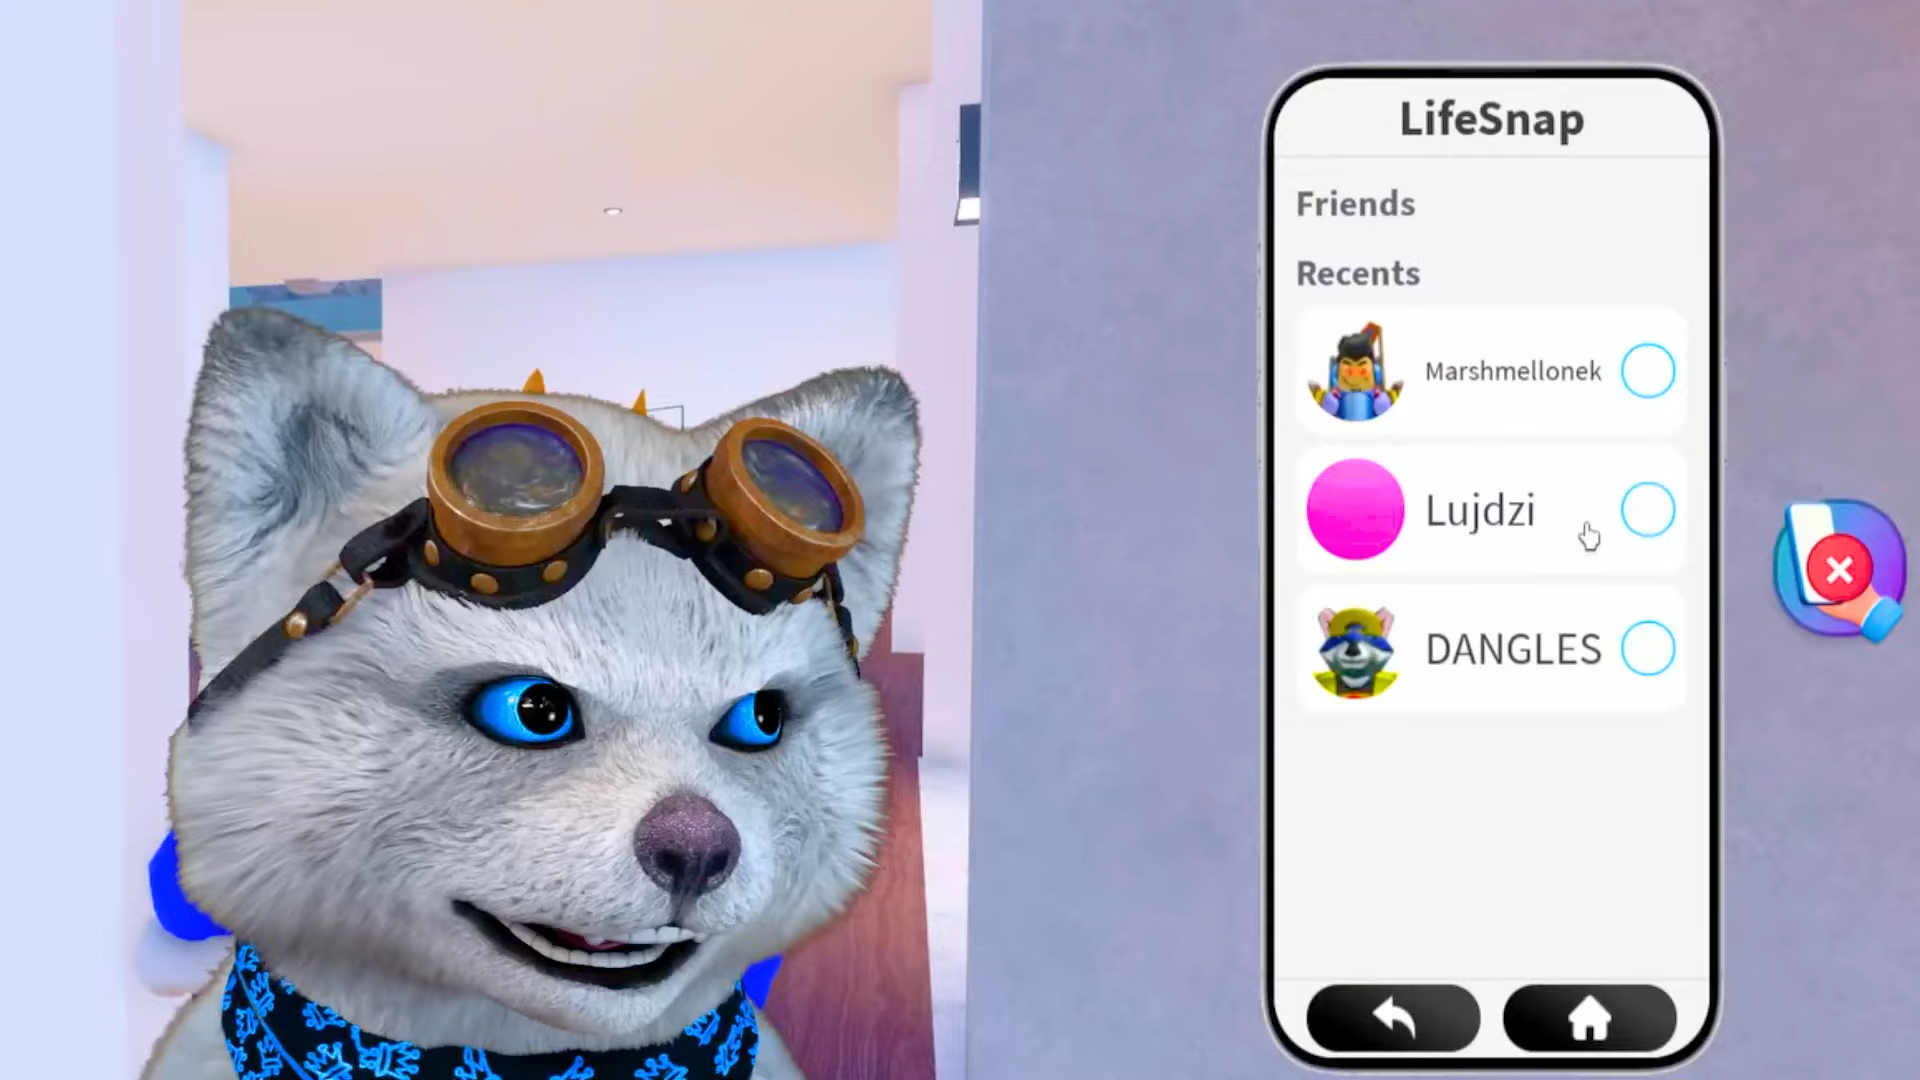 LifeSnap
Friends
Recents
Marshmellonek
Lujdzi
DANGLES